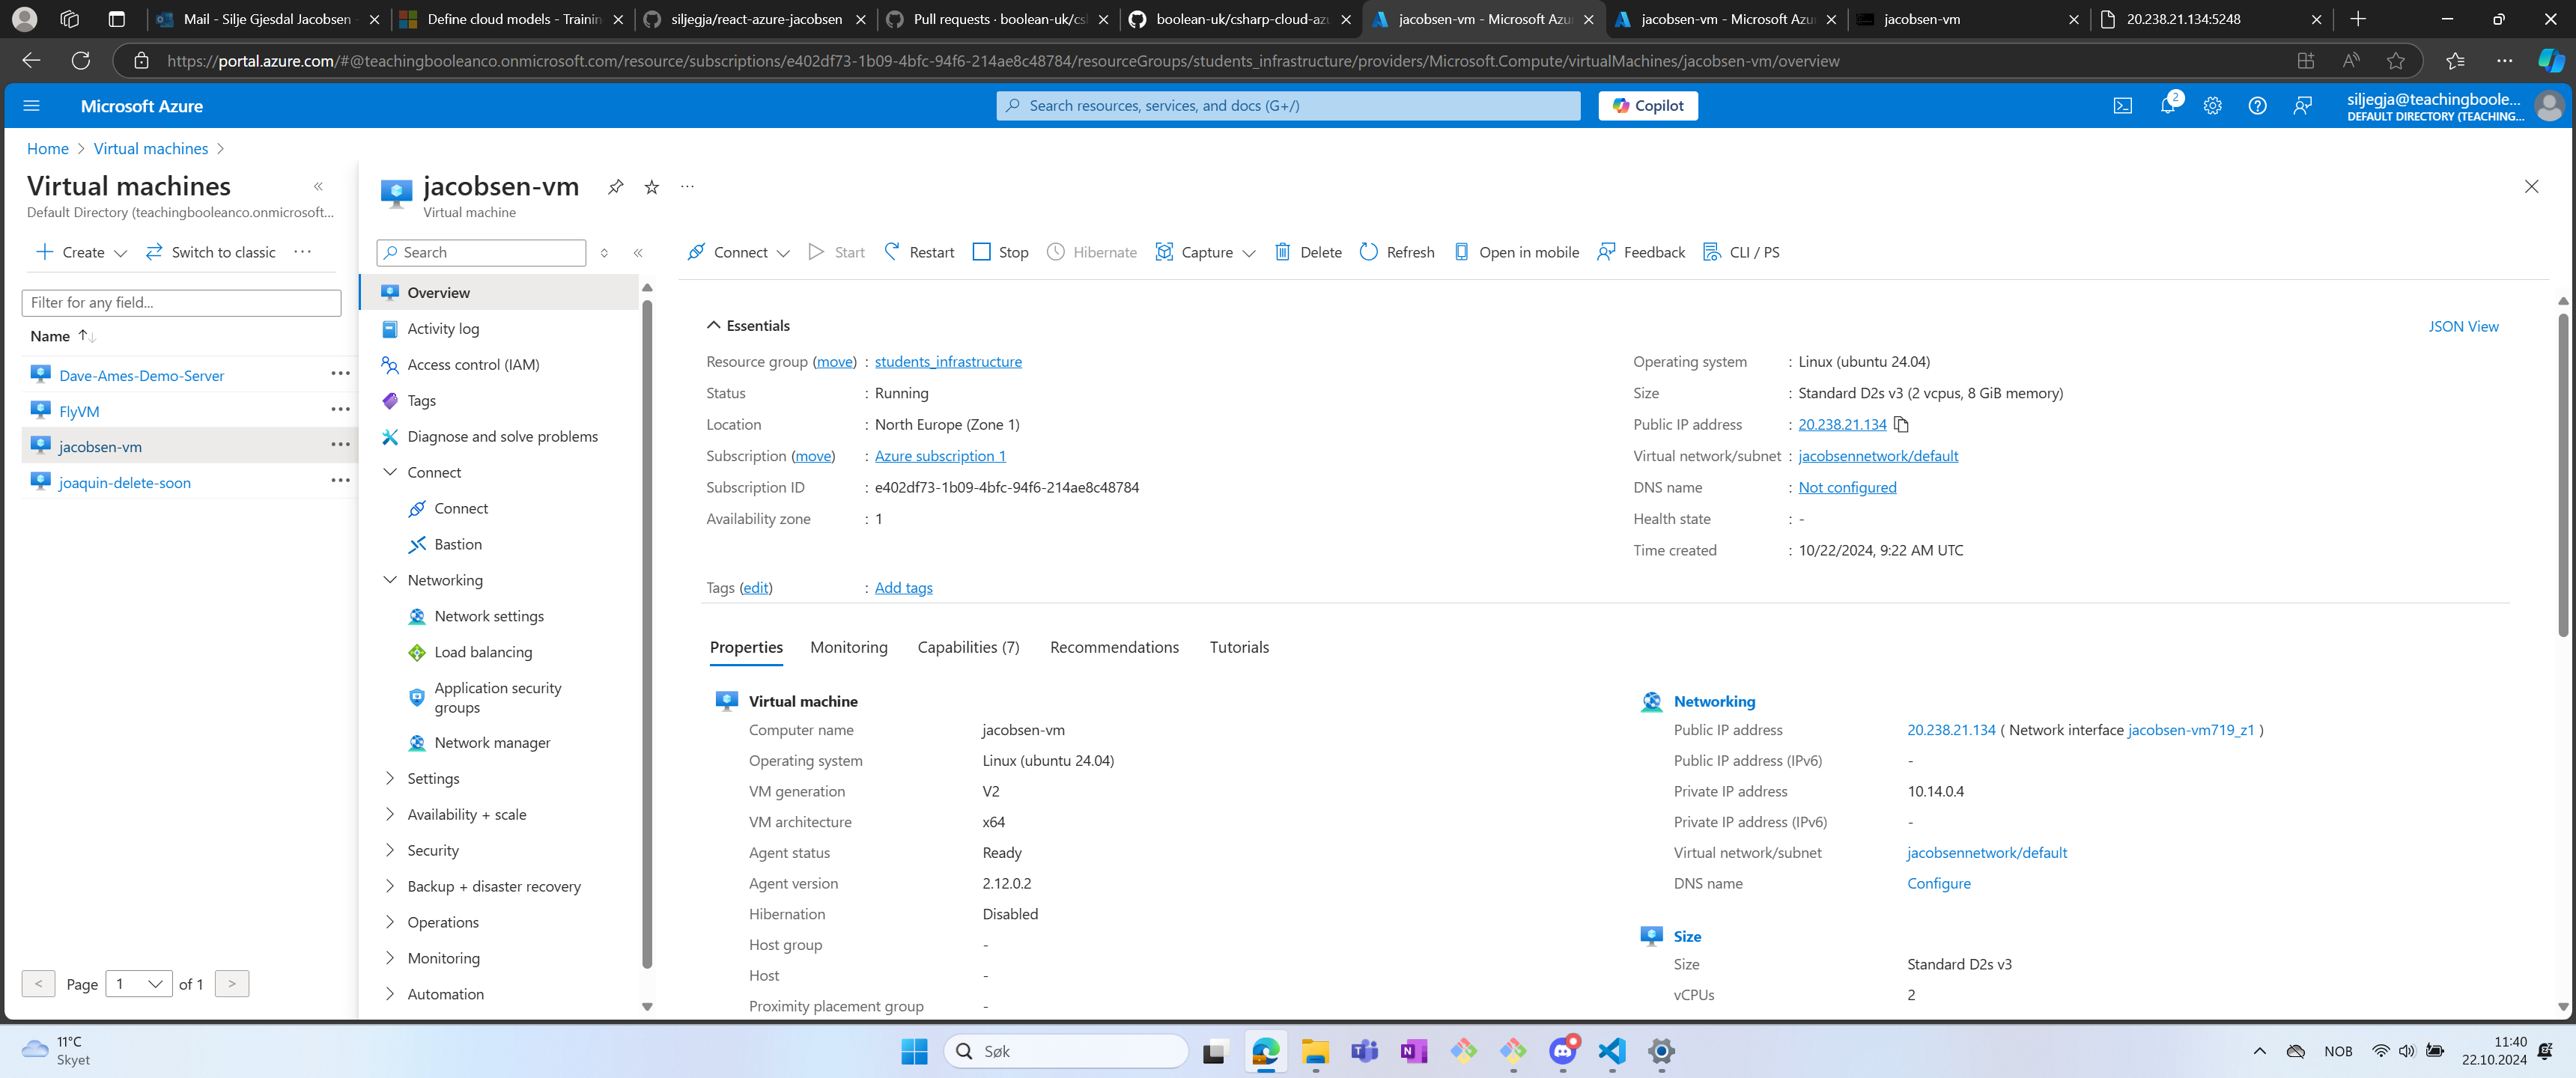 Mail - Silje Gjesdal Jacobsen -
Define cloud models - Trainin
siljegja/react-azure-jacobsen
Pull requests · boolean-uk/csl
boolean-uk/csharp-cloud-azu
jacobsen-vm - Microsoft Azur
jacobsen-vm - Microsoft Azur
jacobsen-vm
20.238.21.134:5248
https://portal.azure.com/#@teachingbooleanco.onmicrosoft.com/resource/subscriptions/e402df73-1b09-4bfc-94f6-214ae8c48784/resourceGroups/students_infrastructure/providers/Microsoft.Compute/virtualMachines/jacobsen-vm/overview
Microsoft Azure
Search resources, services, and docs (G+/)
Copilot
2
siljegja@teachingboole...
DEFAULT DIRECTORY (TEACHING...
Home > Virtual machines >
Virtual machines
Default Directory (teachingbooleanco.onmicrosoft...
Create
Switch to classic
Filter for any field...
Name
Dave-Ames-Demo-Server
FlyVM
jacobsen-vm
joaquin-delete-soon
< Page 1 of 1 >
jacobsen-vm
Virtual machine
Search
Overview
Activity log
Access control (IAM)
Tags
Diagnose and solve problems
Connect
Connect
Bastion
Networking
Network settings
Load balancing
Application security
groups
Network manager
Settings
Availability + scale
Security
Backup + disaster recovery
Operations
Monitoring
Automation
Connect Start Restart Stop Hibernate Capture Delete Refresh Open in mobile Feedback CLI / PS
Essentials
JSON View
Resource group (move) : students_infrastructure
Status : Running
Location : North Europe (Zone 1)
Subscription (move) : Azure subscription 1
Subscription ID : e402df73-1b09-4bfc-94f6-214ae8c48784
Availability zone : 1
Operating system : Linux (ubuntu 24.04)
Size : Standard D2s v3 (2 vcpus, 8 GiB memory)
Public IP address : 20.238.21.134
Virtual network/subnet : jacobsennetwork/default
DNS name : Not configured
Health state : -
Time created : 10/22/2024, 9:22 AM UTC
Tags (edit) : Add tags
Properties Monitoring Capabilities (7) Recommendations Tutorials
Virtual machine
Computer name jacobsen-vm
Operating system Linux (ubuntu 24.04)
VM generation V2
VM architecture x64
Agent status Ready
Agent version 2.12.0.2
Hibernation Disabled
Host group -
Host -
Proximity placement group -
Networking
Public IP address 20.238.21.134 ( Network interface jacobsen-vm719_z1 )
Public IP address (IPv6) -
Private IP address 10.14.0.4
Private IP address (IPv6) -
Virtual network/subnet jacobsennetwork/default
DNS name Configure
Size
Size Standard D2s v3
vCPUs 2
11°C
Skyet
Søk
NOB
11:40
22.10.2024